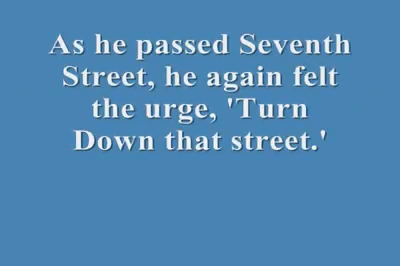 As he passed Seventh
Street, he again felt
the urge, 'Turn
Down that street.'